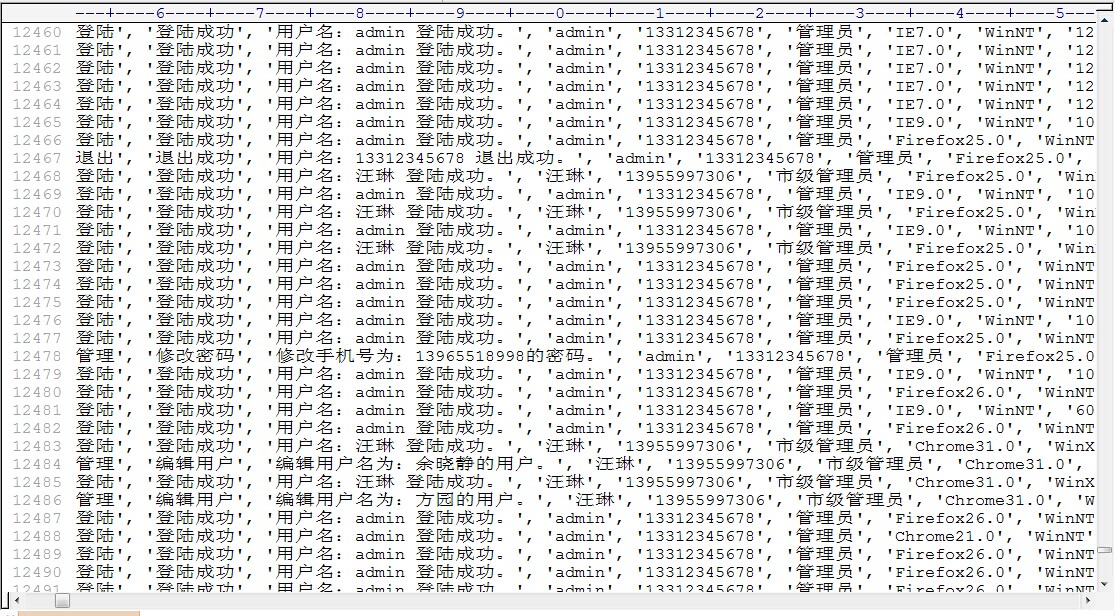 ----+----6----+----7----+----8----+----9----+----0----+----1----+----2----+----3----+----4----+----5---
12460 登陆', '登陆成功', '用户名：admin 登陆成功。', 'admin', '13312345678', '管理员', 'IE7.0', 'WinNT', '12
12461 登陆', '登陆成功', '用户名：admin 登陆成功。', 'admin', '13312345678', '管理员', 'IE7.0', 'WinNT', '12
12462 登陆', '登陆成功', '用户名：admin 登陆成功。', 'admin', '13312345678', '管理员', 'IE7.0', 'WinNT', '12
12463 登陆', '登陆成功', '用户名：admin 登陆成功。', 'admin', '13312345678', '管理员', 'IE7.0', 'WinNT', '12
12464 登陆', '登陆成功', '用户名：admin 登陆成功。', 'admin', '13312345678', '管理员', 'IE7.0', 'WinNT', '12
12465 登陆', '登陆成功', '用户名：admin 登陆成功。', 'admin', '13312345678', '管理员', 'IE9.0', 'WinNT', '10
12466 登陆', '登陆成功', '用户名：admin 登陆成功。', 'admin', '13312345678', '管理员', 'Firefox25.0', 'WinNT
12467 退出', '退出成功', '用户名：13312345678 退出成功。', 'admin', '13312345678', '管理员', 'Firefox25.0',
12468 登陆', '登陆成功', '用户名：汪琳 登陆成功。', '汪琳', '13955997306', '市级管理员', 'Firefox25.0', 'Win
12469 登陆', '登陆成功', '用户名：admin 登陆成功。', 'admin', '13312345678', '管理员', 'IE9.0', 'WinNT', '10
12470 登陆', '登陆成功', '用户名：汪琳 登陆成功。', '汪琳', '13955997306', '市级管理员', 'Firefox25.0', 'Win
12471 登陆', '登陆成功', '用户名：admin 登陆成功。', 'admin', '13312345678', '管理员', 'IE9.0', 'WinNT', '10
12472 登陆', '登陆成功', '用户名：汪琳 登陆成功。', '汪琳', '13955997306', '市级管理员', 'Firefox25.0', 'Win
12473 登陆', '登陆成功', '用户名：admin 登陆成功。', 'admin', '13312345678', '管理员', 'Firefox25.0', 'WinNT
12474 登陆', '登陆成功', '用户名：admin 登陆成功。', 'admin', '13312345678', '管理员', 'Firefox25.0', 'WinNT
12475 登陆', '登陆成功', '用户名：admin 登陆成功。', 'admin', '13312345678', '管理员', 'Firefox25.0', 'WinNT
12476 登陆', '登陆成功', '用户名：admin 登陆成功。', 'admin', '13312345678', '管理员', 'IE9.0', 'WinNT', '10
12477 登陆', '登陆成功', '用户名：admin 登陆成功。', 'admin', '13312345678', '管理员', 'Firefox25.0', 'WinNT
12478 管理', '修改密码', '修改手机号为：13965518998的密码。', 'admin', '13312345678', '管理员', 'Firefox25.0
12479 登陆', '登陆成功', '用户名：admin 登陆成功。', 'admin', '13312345678', '管理员', 'IE9.0', 'WinNT', '10
12480 登陆', '登陆成功', '用户名：admin 登陆成功。', 'admin', '13312345678', '管理员', 'Firefox26.0', 'WinNT
12481 登陆', '登陆成功', '用户名：admin 登陆成功。', 'admin', '13312345678', '管理员', 'IE9.0', 'WinNT', '60
12482 登陆', '登陆成功', '用户名：admin 登陆成功。', 'admin', '13312345678', '管理员', 'Firefox26.0', 'WinNT
12483 登陆', '登陆成功', '用户名：汪琳 登陆成功。', '汪琳', '13955997306', '市级管理员', 'Chrome31.0', 'WinX
12484 管理', '编辑用户', '编辑用户名为：余晓静的用户。', '汪琳', '13955997306', '市级管理员', 'Chrome31.0',
12485 登陆', '登陆成功', '用户名：汪琳 登陆成功。', '汪琳', '13955997306', '市级管理员', 'Chrome31.0', 'WinX
12486 管理', '编辑用户', '编辑用户名为：方园的用户。', '汪琳', '13955997306', '市级管理员', 'Chrome31.0', 'W
12487 登陆', '登陆成功', '用户名：admin 登陆成功。', 'admin', '13312345678', '管理员', 'Firefox26.0', 'WinNT
12488 登陆', '登陆成功', '用户名：admin 登陆成功。', 'admin', '13312345678', '管理员', 'Chrome21.0', 'WinNT'
12489 登陆', '登陆成功', '用户名：admin 登陆成功。', 'admin', '13312345678', '管理员', 'Firefox26.0', 'WinNT
12490 登陆', '登陆成功', '用户名：admin 登陆成功。', 'admin', '13312345678', '管理员', 'Firefox26.0', 'WinNT
12491 登陆', '登陆成功', '用户名：admin 登陆成功。', 'admin', '13312345678', '管理员', 'Firefox26.0', 'WinNT